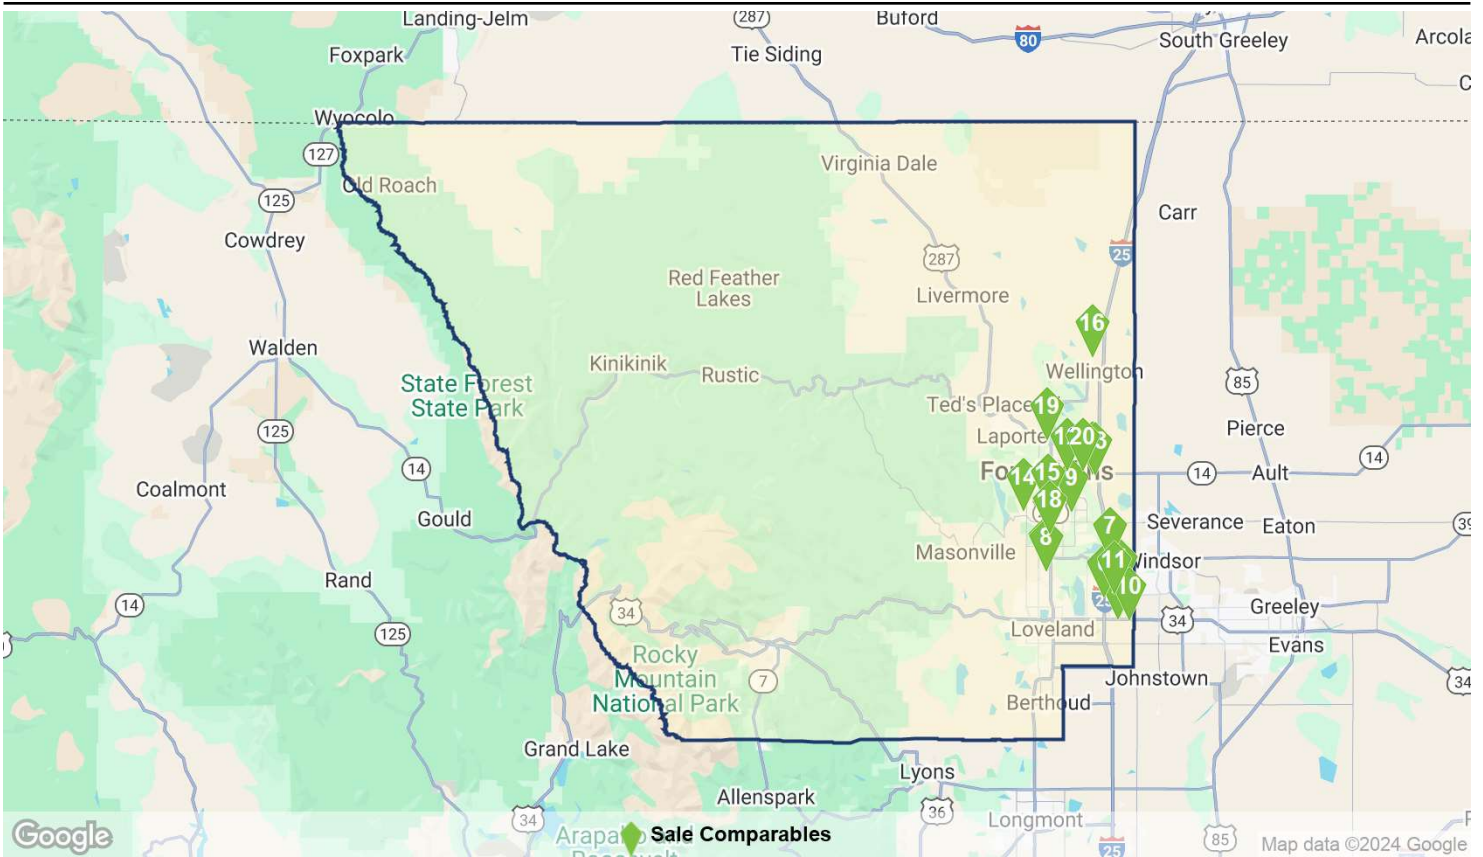 Landing-Jelm
287
Buford
Foxpark
Tie Siding
80
South Greeley
Arcola
Wyocolo
127
Virginia Dale
Old Roach
125
Carr
Cowdrey
25
287
Red Feather
Lakes
Livermore
16
Walden
Kinikinik
Rustic
Wellington
State Forest
State Park
85
Ted's Place
19
125
Laporte
20
3
Pierce
14
14
15
9
14
Ault
14
Coalmont
18
Gould
7
Severance
Eaton
8
Masonville
11
Windsor
Rand
10
14
34
25
Greeley
125
Loveland
34
Evans
Rocky
Mountain
National Park
7
Johnstown
34
Berthoud
Grand Lake
Lyons
Allenspark
36
34
Longmont
85
Google
Sale Comparables
25
Map data ©2024 Google